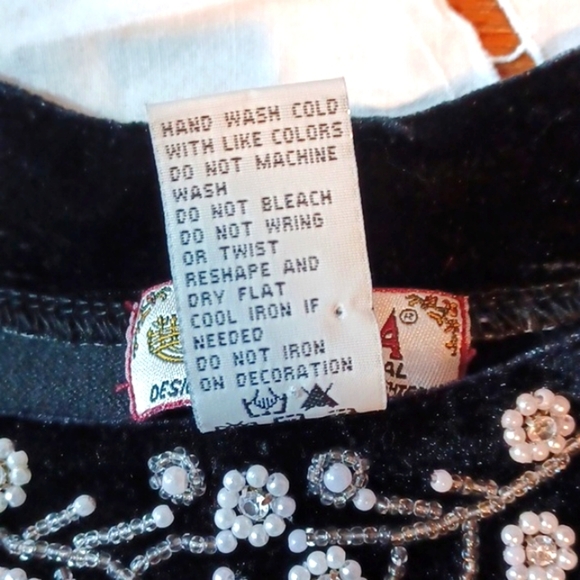 HAND WASH COLD
WITH LIKE COLORS
DO NOT MACHINE
WASH
DO NOT BLEACH
DO NOT WRING
OR TWIST
RESHAPE AND
DRY FLAT
COOL IRON IF
NEEDED
DO NOT IRON
ON DECORATION
A®